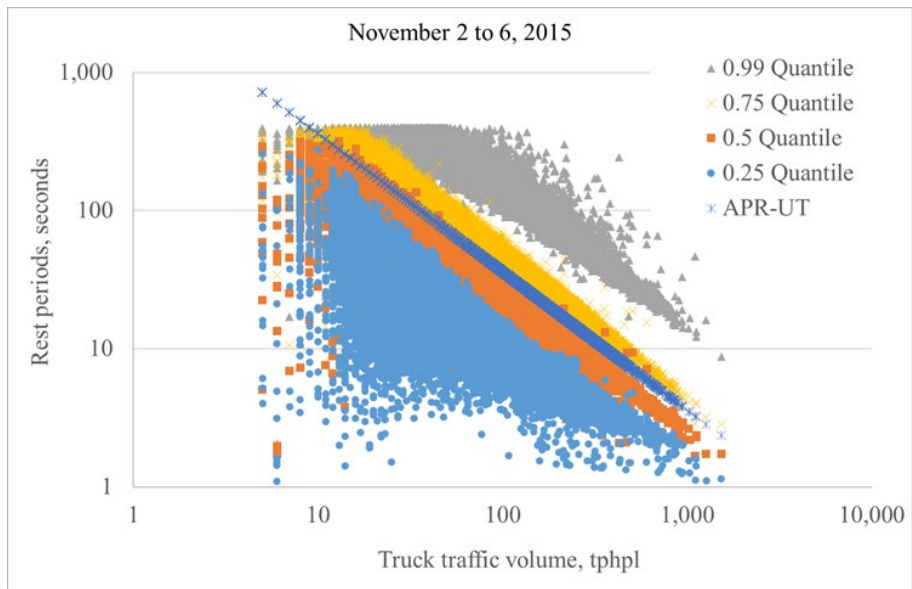 November 2 to 6, 2015
1,000
100
10
1
Rest periods, seconds
0.99 Quantile
0.75 Quantile
0.5 Quantile
0.25 Quantile
APR-UT
1
10
100
1,000
10,000
Truck traffic volume, tphpl